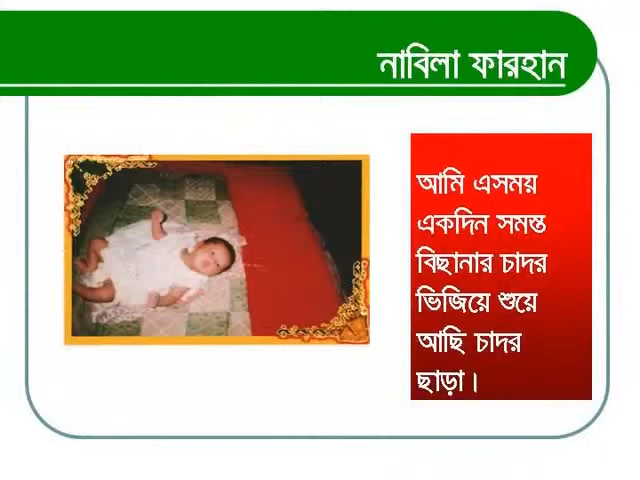 নাবিলা ফারহান
আমি এসময়
একদিন সমস্ত
বিছানার চাদর
ভিজিয়ে শুয়ে
আছি চাদর
ছাড়া।